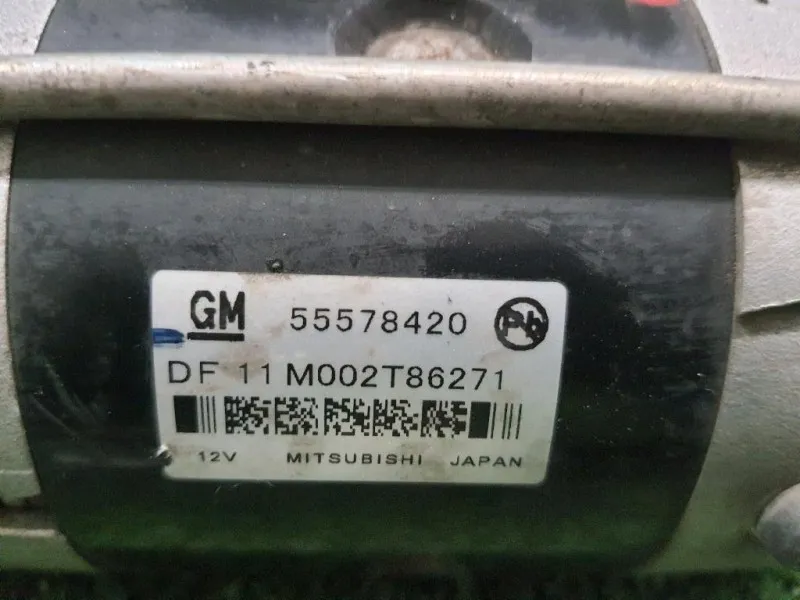 GM 55578420 Pb
DF 11 M002T86271
12V MITSUBISHI JAPAN